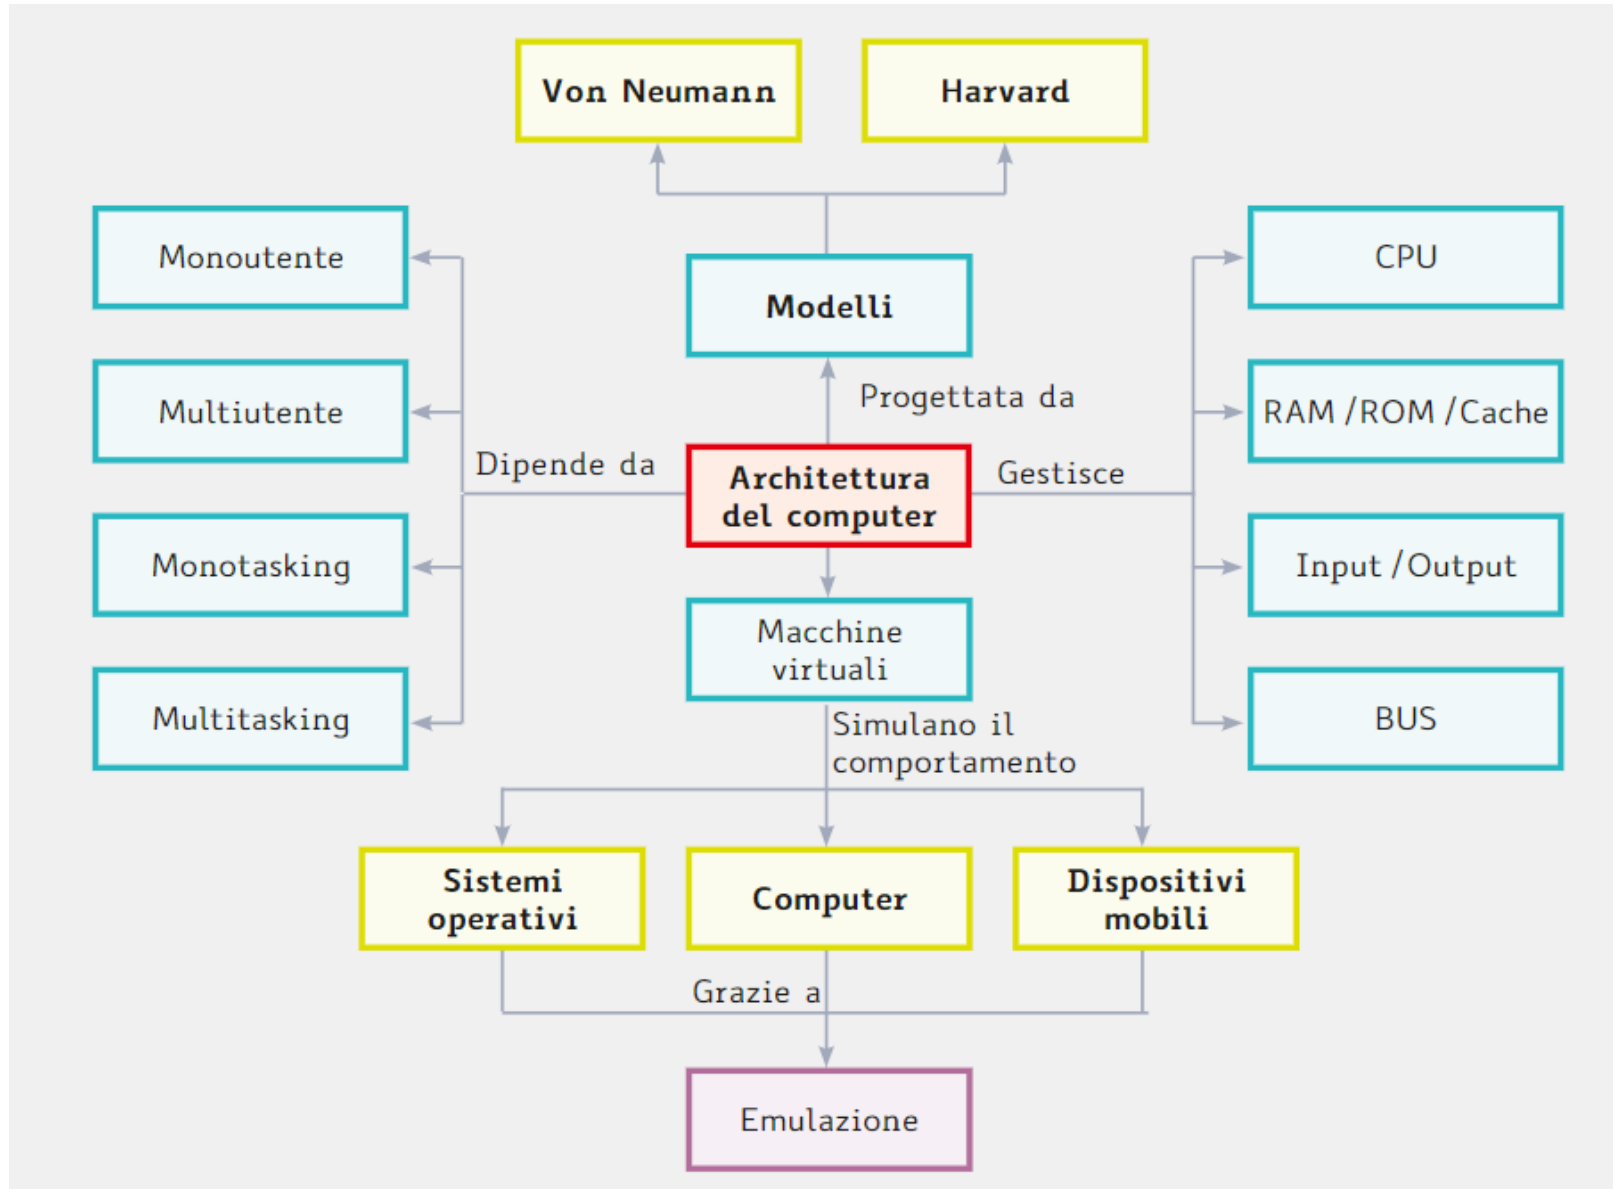 Von Neumann
Harvard
Monoutente
CPU
Modelli
Multiutente
Progettata da
RAM /ROM /Cache
Dipende da
Architettura
del computer
Gestisce
Monotasking
Input /Output
Macchine
virtuali
Multitasking
BUS
Simulano il
comportamento
Sistemi
operativi
Computer
Dispositivi
mobili
Grazie a
Emulazione